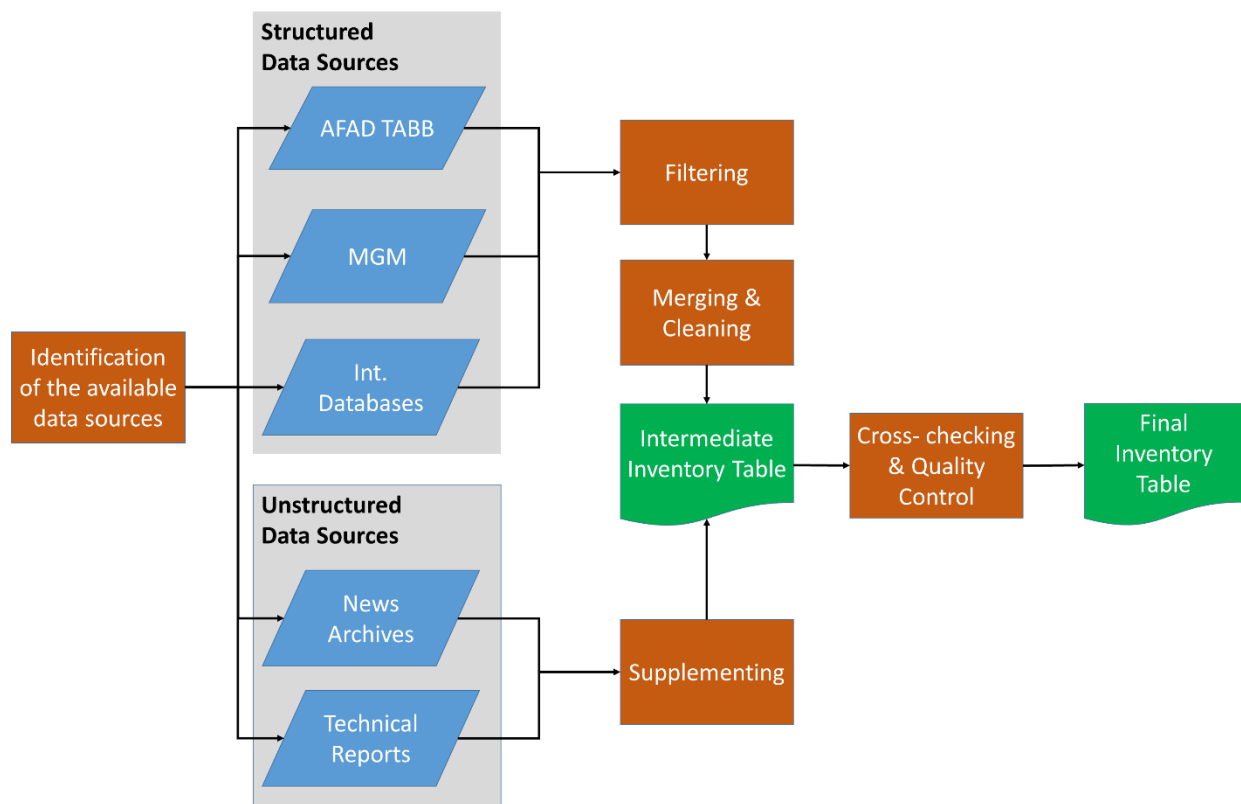 Structured
Data Sources
AFAD TABB
MGM
Int.
Databases
Identification
of the available
data sources
Unstructured
Data Sources
News
Archives
Technical
Reports
Filtering
Merging &
Cleaning
Intermediate
Inventory Table
Supplementing
Cross- checking
& Quality
Control
Final
Inventory
Table